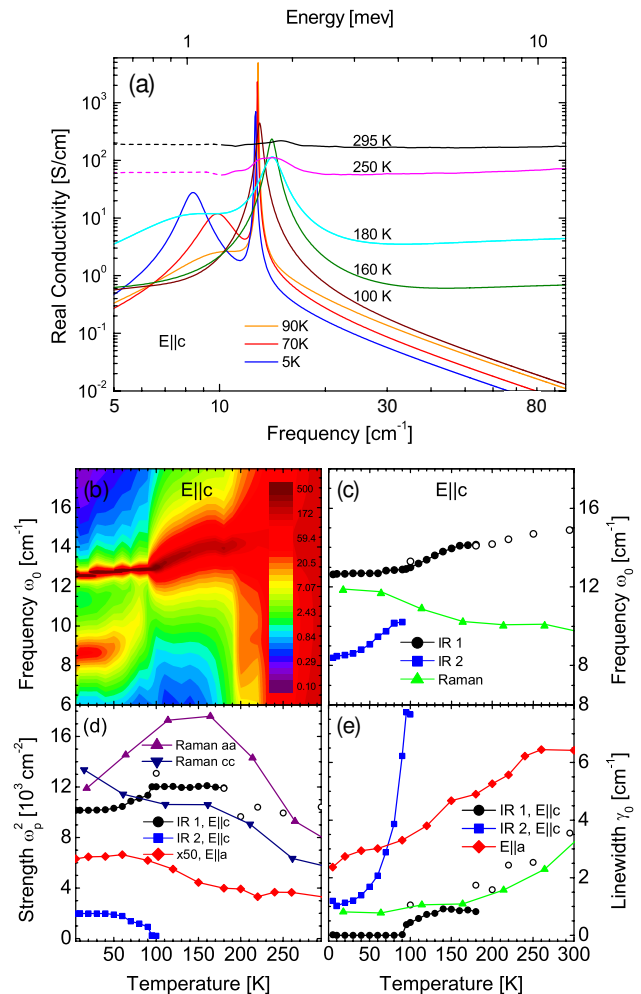 Energy [mev]
1
10
(a)
10³
10²
10¹
10⁰
10⁻¹
10⁻²
Real Conductivity [S/cm]
295 K
250 K
180 K
160 K
100 K
E||c
90K
70K
5K
5
10
30
80
Frequency [cm⁻¹]
(b)
E||c
16
14
12
10
8
6
Frequency ω₀ [cm⁻¹]
500
172
59.4
20.5
7.07
2.43
0.84
0.29
0.10
(c)
E||c
16
12
8
Frequency ω₀ [cm⁻¹]
IR 1
IR 2
Raman
(d)
Raman aa
Raman cc
IR 1, E||c
IR 2, E||c
x50, E||a
16
12
8
4
0
Strength ωₚ² [10³ cm⁻²]
50 100 150 200 250
Temperature [K]
(e)
IR 1, E||c
IR 2, E||c
E||a
8
6
4
2
0
Linewidth γ₀ [cm⁻¹]
0 50 100 150 200 250 300
Temperature [K]